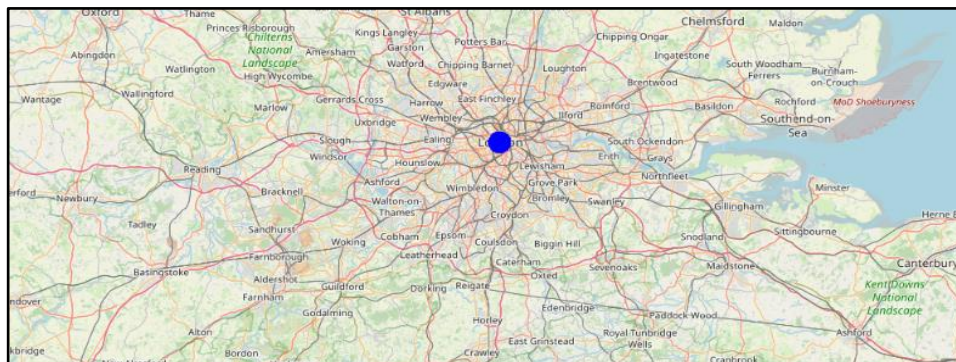 Oxford
Thame
Princes Risborough
St Albans
Kings Langley
Chipping Ongar
Chelmsford
Maldon
Abingdon
Chilterns
National
Landscape
Amersham
Garston
Watford
Potters Bar
Chipping Barnet
Loughton
Ingatestone
South Woodham
Ferrers
Burnham-
on-Crouch
Watlington
High Wycombe
Edgware
Brentwood
Wantage
Wallingford
Marlow
Gerrards Cross
Harrow
East Finchley
Romford
Basildon
Rochford
MoD Shoeburyness
Uxbridge
Wembley
Ilford
Southend-on-
Sea
Slough
Ealing
South Ockendon
Windsor
Hounslow
Lewisham
Erith
Grays
Reading
Northfleet
Bracknell
Ashford
Wimbledon
Grove Park
Minster
Newbury
Walton-on-
Thames
Bromley
Swanley
Gillingham
Herne B
Tadley
Sandhurst
Croydon
Sittingbourne
Woking
Cobham
Epsom
Coulsdon
Biggin Hill
Snodland
Farnborough
Leatherhead
Caterham
Canterbury
Basingstoke
Aldershot
Guildford
Oxted
Sevenoaks
Maidstone
Dorking
Reigate
Kent Downs
National
Landscape
Farnham
Godalming
Edenbridge
Paddock Wood
Horley
Alton
Royal Tunbridge
Wells
Ashford
Bordon
East Grinstead
Crawley
Cranbrook